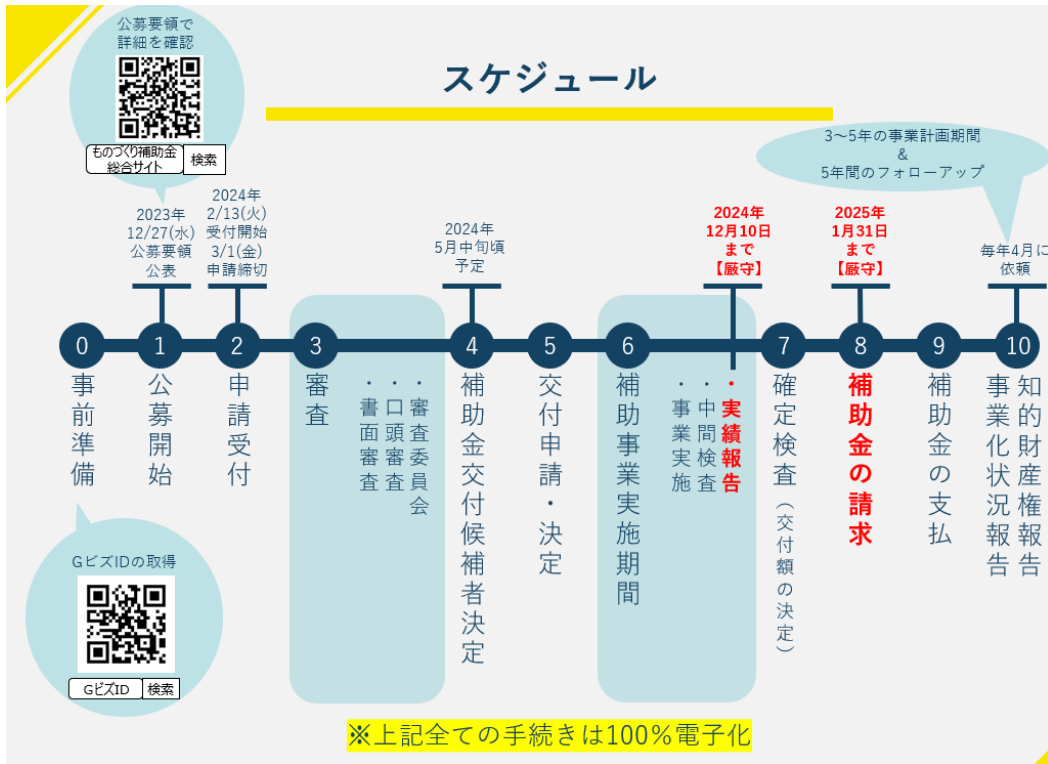 公募要領で
詳細を確認
ものづくり補助金
総合サイト
検索
スケジュール
3～5年の事業計画期間
&
5年間のフォローアップ
2023年
12/27(水)
公募要領
公表
2024年
2/13(火)
受付開始
3/1(金)
申請締切
2024年
5月中旬頃
予定
2024年
12月10日
まで
【厳守】
2025年
1月31日
まで
【厳守】
毎年4月に
依頼
0
事前準備
1
公募開始
2
申請受付
3
審査
・書面審査
・口頭審査
・審査委員会
4
補助金交付候補者決定
5
交付申請・決定
6
補助事業実施期間
・事業実施
・中間検査
・実績報告
7
確定検査（交付額の決定）
8
補助金の請求
9
補助金の支払
10
事業化状況報告
知的財産権報告
GビズIDの取得
GビズID
検索
※上記全ての手続きは100％電子化